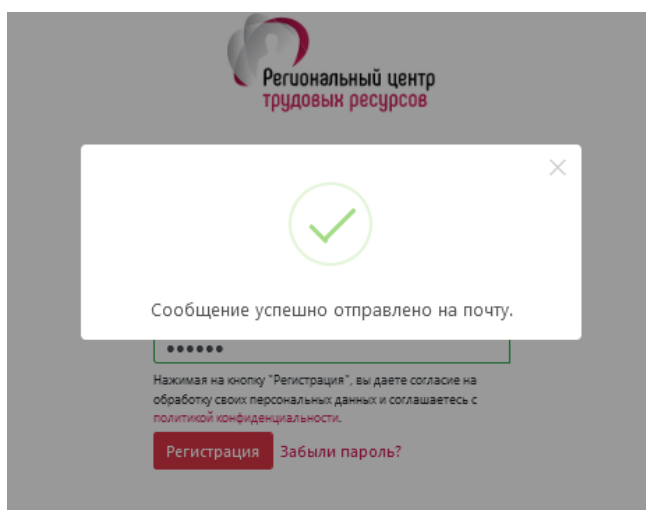 Региональный центр
трудовых ресурсов
Сообщение успешно отправлено на почту.
Нажимая на кнопку "Регистрация", вы даете согласие на
обработку своих персональных данных и соглашаетесь с
политикой конфиденциальности.
Регистрация Забыли пароль?